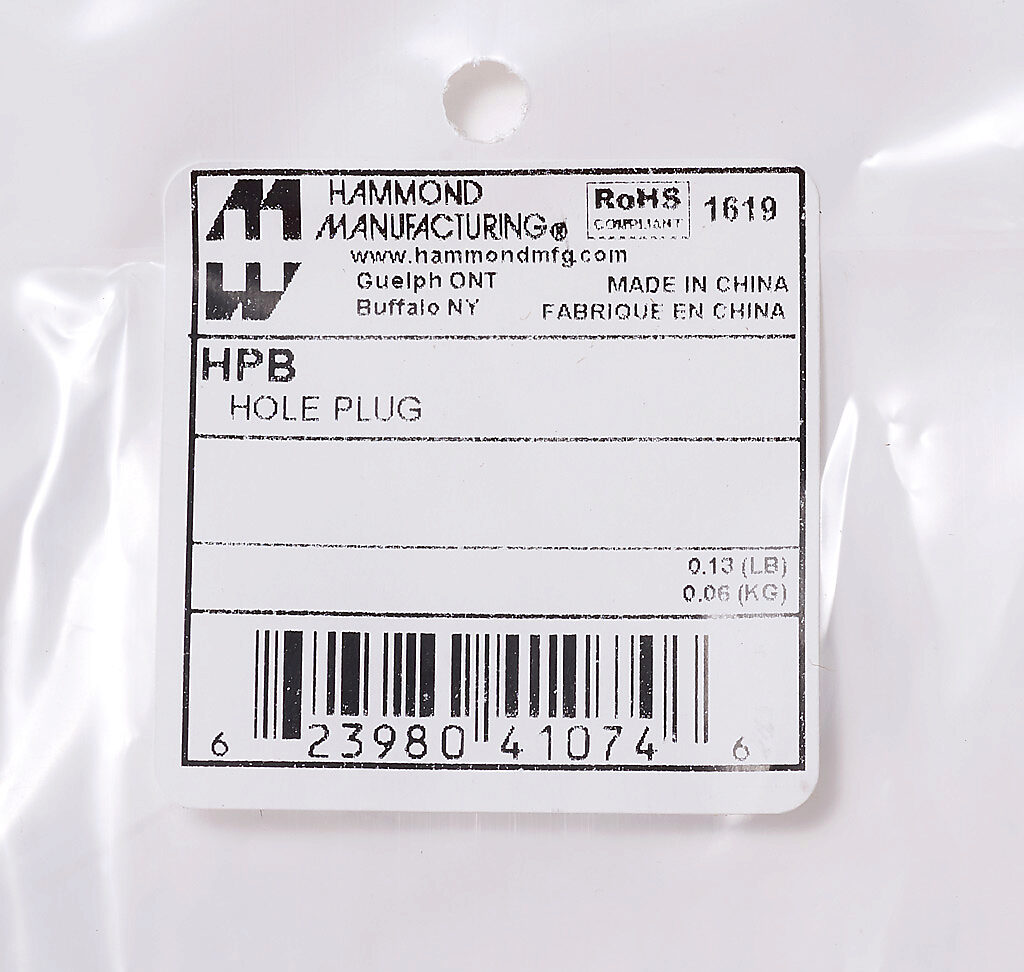 HAMMOND
MANUFACTURING®
RoHS
COMPLIANT
1619
www.hammondmfg.com
Guelph ONT
Buffalo NY
MADE IN CHINA
FABRIQUE EN CHINA
HPB
HOLE PLUG
0.13 (LB)
0.06 (KG)
6 23980 41074 6